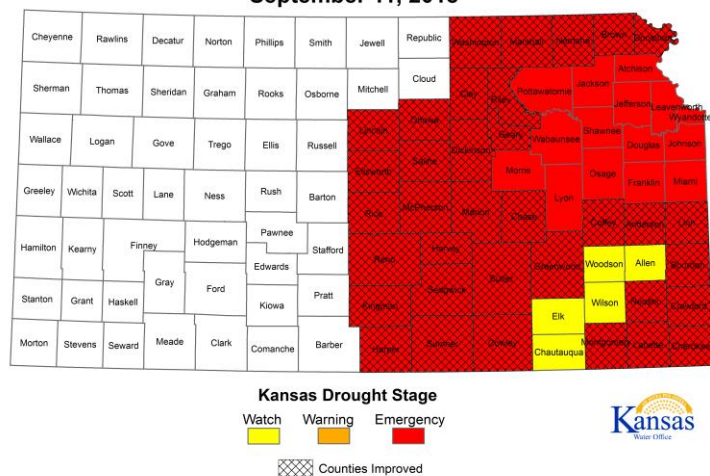 September 11, 2018
Cheyenne Rawlins Decatur Norton Phillips Smith Jewell Republic Washington Marshall Nemaha Brown Doniphan
Cloud
Atchison
Sherman Thomas Sheridan Graham Rooks Osborne Mitchell Clay Riley Pottawatomie Jackson
Jefferson Leavenworth
Wyandotte
Lincoln Ottawa Geary Wabaunsee Shawnee
Wallace Logan Gove Trego Ellis Russell Saline Dickinson Douglas Johnson
Ellsworth Morris
Greeley Wichita Scott Lane Ness Rush Barton Lyon Osage Franklin Miami
Rice McPherson Marion Chase
Pawnee Coffey Anderson Linn
Hamilton Kearny Finney Hodgeman Stafford Reno Harvey
Edwards Butler Greenwood Woodson Allen Bourbon
Gray Ford
Stanton Grant Haskell Kiowa Pratt Kingman Sedgwick Wilson Neosho Crawford
Elk
Morton Stevens Seward Meade Clark Comanche Barber Harper Sumner Cowley Chautauqua Montgomery Labette Cherokee
Kansas Drought Stage
Watch Warning Emergency
Counties Improved
Kansas
Water Office